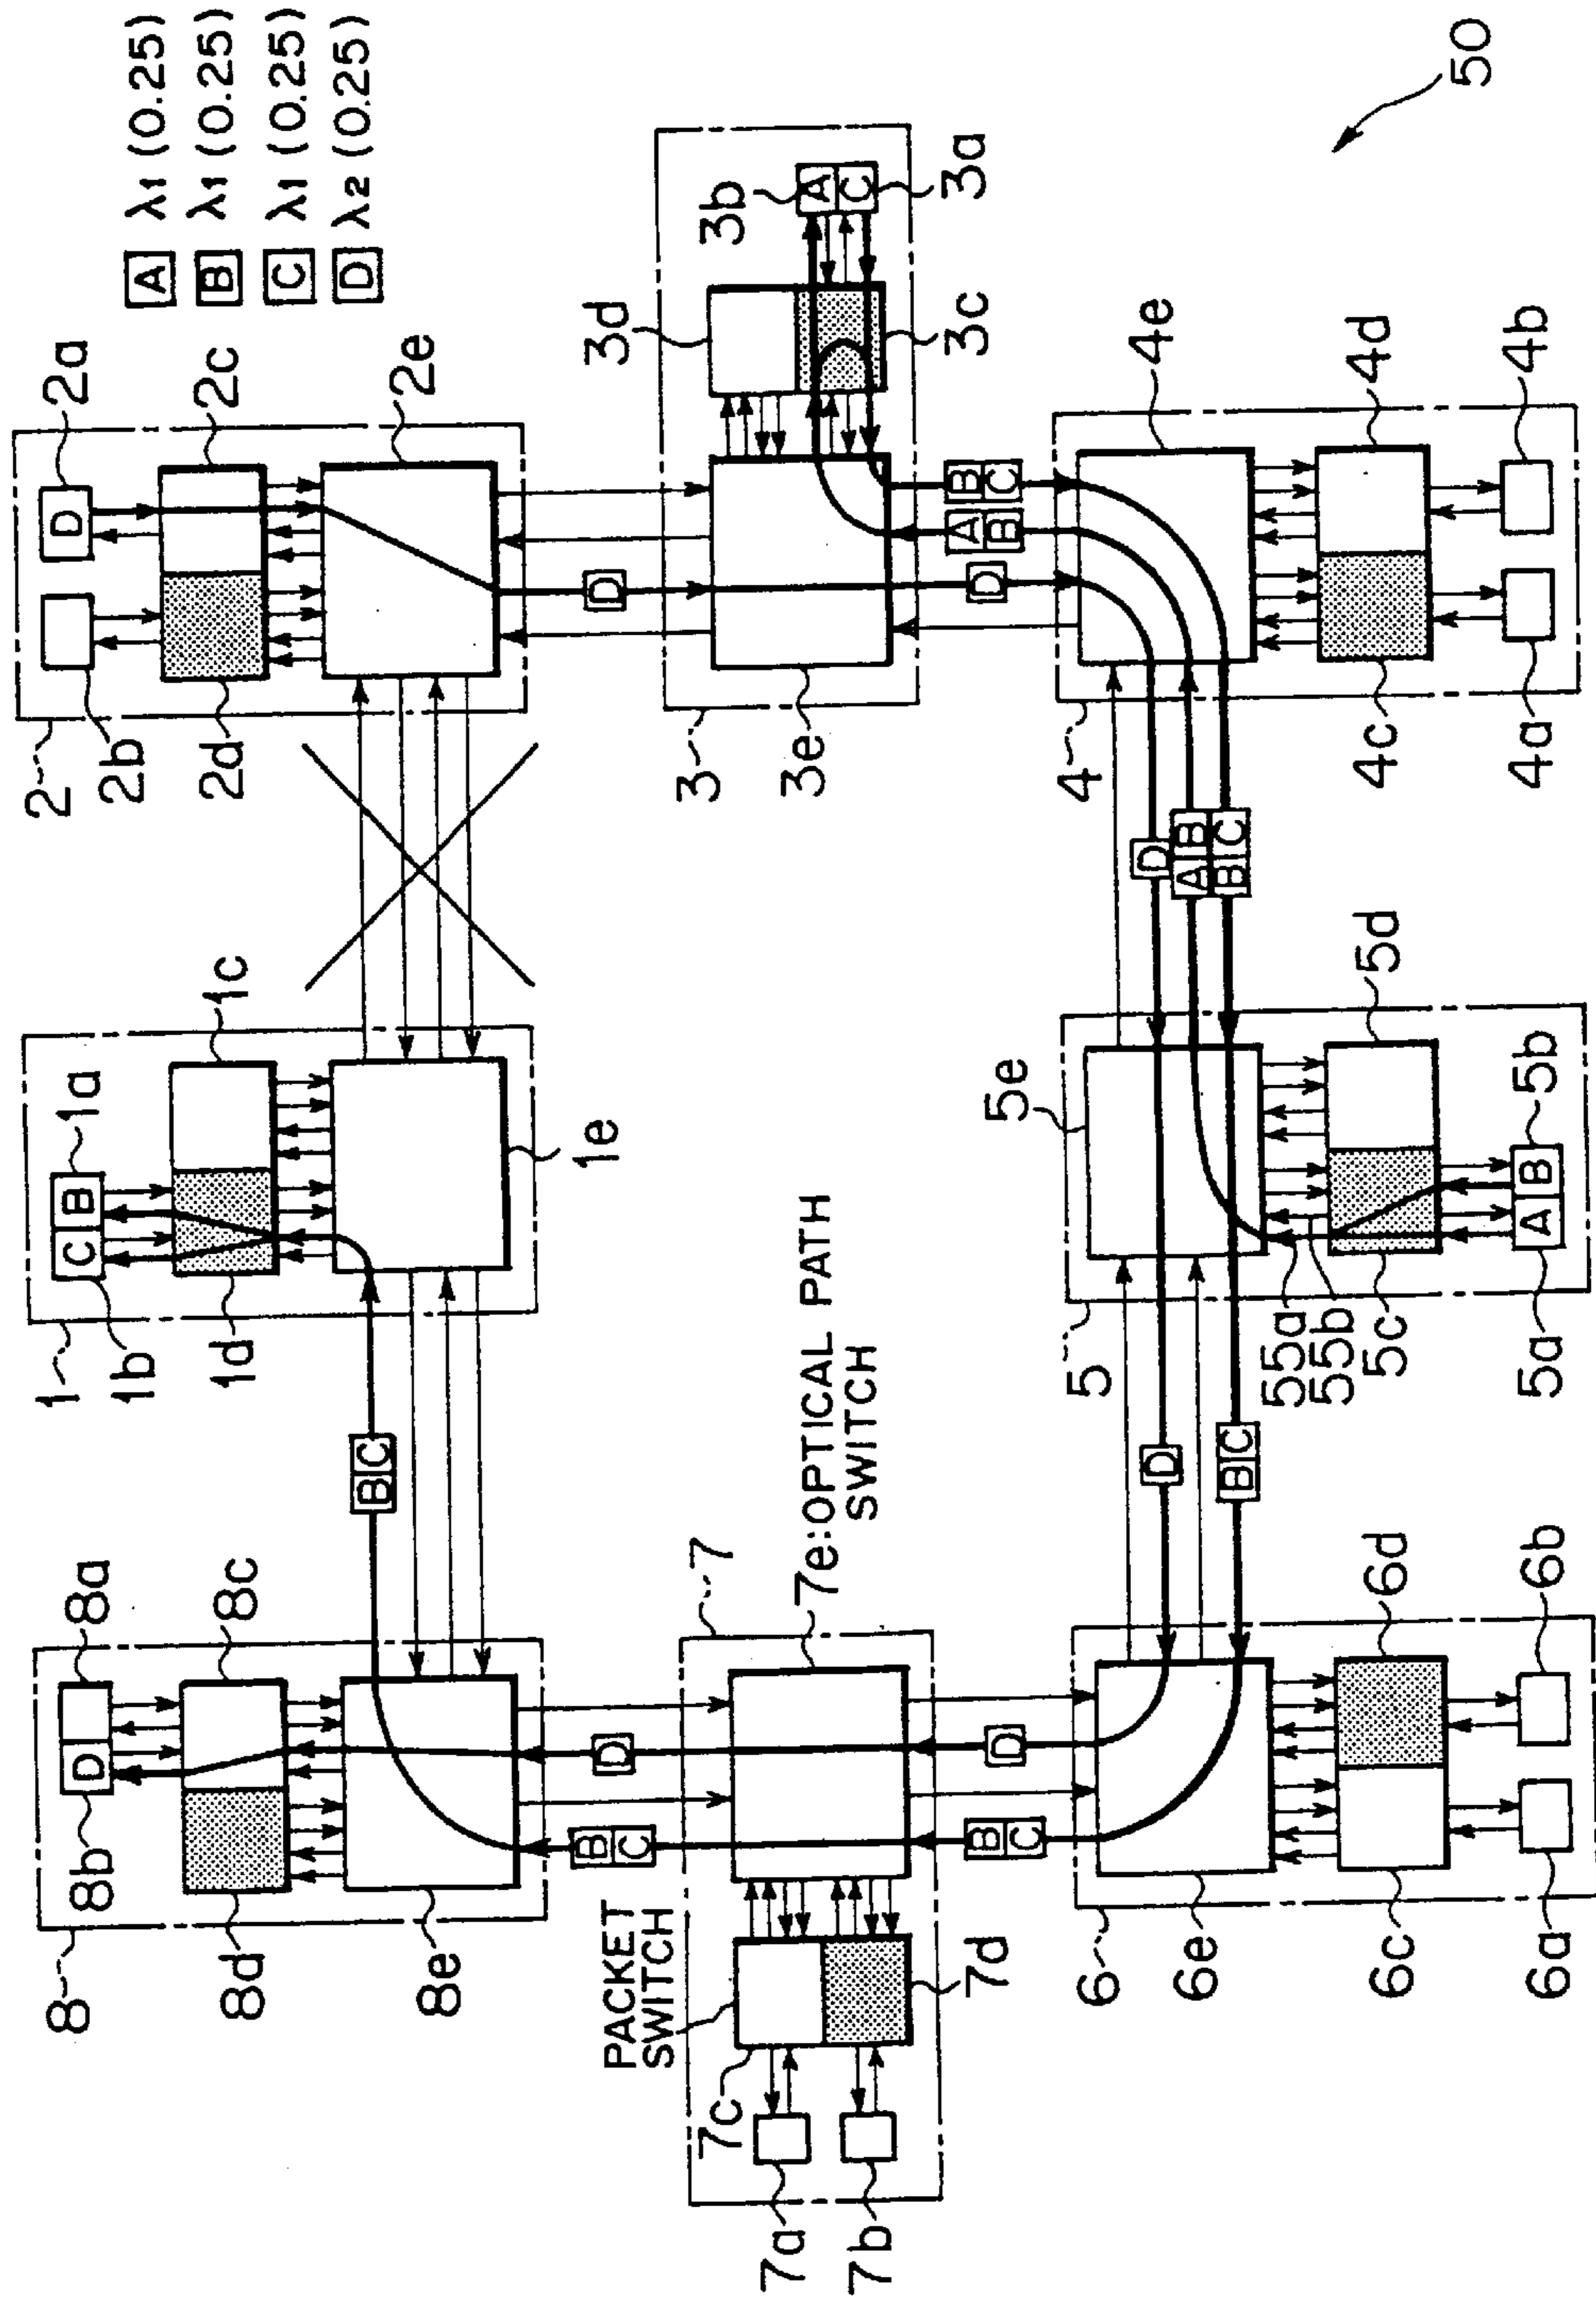 8
8b
8a
8d
8c
8e
B C
D
B C
1
1b
1a
C B
1d
1c
1e
2
2b
2a
D
2d
2c
2e
D
A λ1 (0.25)
B λ1 (0.25)
C λ1 (0.25)
D λ2 (0.25)
PACKET
SWITCH
7a
7b
7c
7d
7
7e:OPTICAL PATH
SWITCH
D
B C
D
3
3e
3d
3c
3b
3a
A
C
D
A B
B C
6
6e
6c
6d
6a
6b
D
B C
5
5e
55a
55b
5c
5d
5a
5b
A B
D
A B
B C
4
4e
4c
4d
4a
4b
50